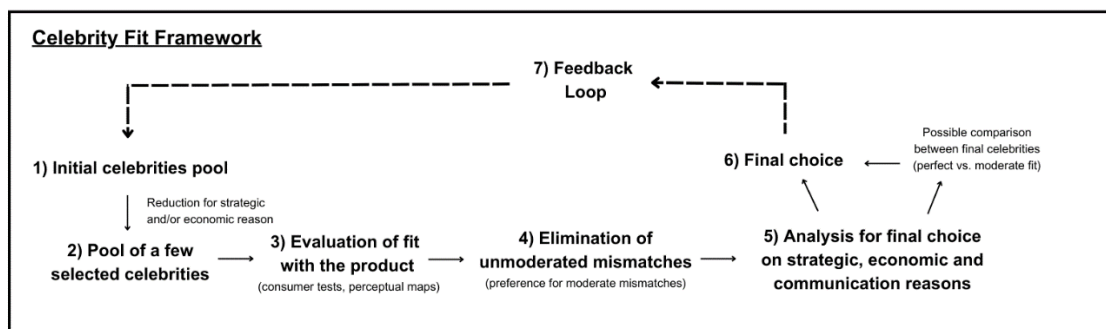 Celebrity Fit Framework
7) Feedback
Loop
1) Initial celebrities pool
Reduction for strategic
and/or economic reason
2) Pool of a few
selected celebrities
3) Evaluation of fit
with the product
(consumer tests, perceptual maps)
4) Elimination of
unmoderated mismatches
(preference for moderate mismatches)
5) Analysis for final choice
on strategic, economic and
communication reasons
6) Final choice
Possible comparison
between final celebrities
(perfect vs. moderate fit)